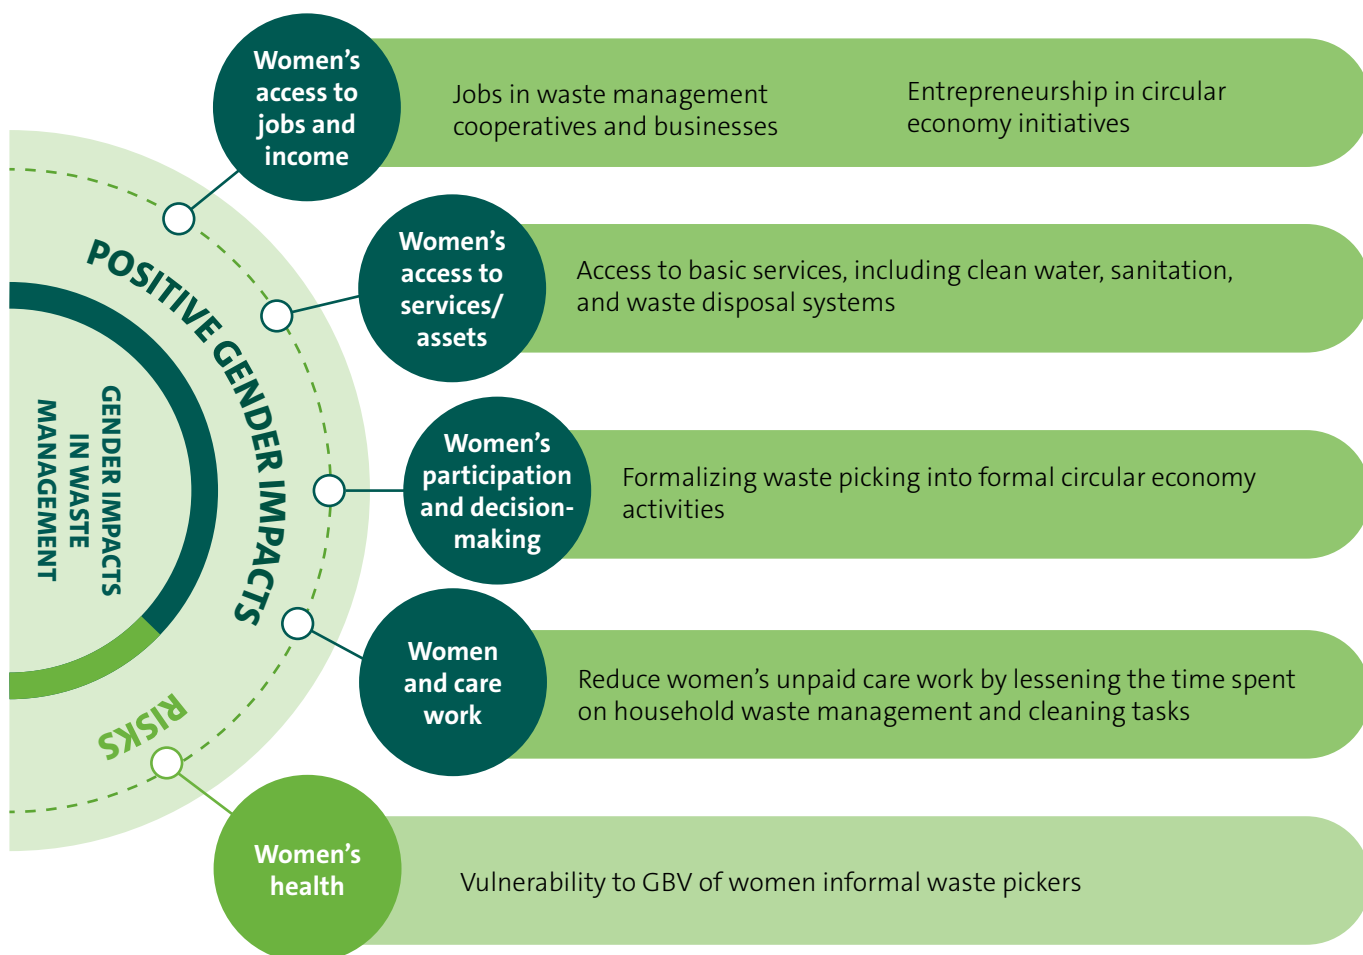 GENDER IMPACTS
IN WASTE
MANAGEMENT
POSITIVE GENDER IMPACTS
Women's
access to
jobs and
income
Jobs in waste management
cooperatives and businesses
Entrepreneurship in circular
economy initiatives
Women's
access to
services/
assets
Access to basic services, including clean water, sanitation,
and waste disposal systems
Women's
participation
and decision-
making
Formalizing waste picking into formal circular economy
activities
Women
and care
work
Reduce women's unpaid care work by lessening the time spent
on household waste management and cleaning tasks
RISKS
Women's
health
Vulnerability to GBV of women informal waste pickers